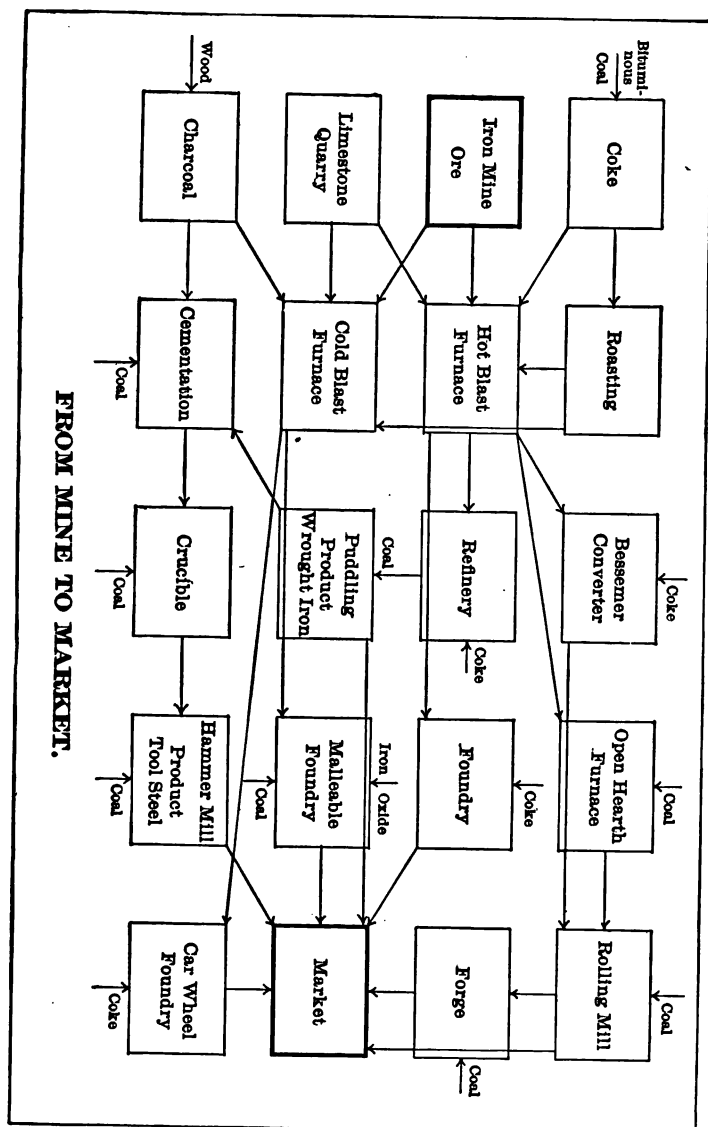 Bitumi-
nous
Coal
Coke
Roasting
Coke
Bessemer
Converter
Coal
Open Hearth
Furnace
Coal
Rolling Mill
Iron Mine
Ore
Hot Blast
Furnace
Refinery
Coke
Coke
Foundry
Forge
Coal
Limestone
Quarry
Cold Blast
Furnace
Coal
Puddling
Product
Wrought Iron
Iron Oxide
Malleable
Foundry
Coal
Market
Wood
Charcoal
Cementation
Coal
Crucible
Coal
Hammer Mill
Product
Tool Steel
Coal
Car Wheel
Foundry
Coke
FROM MINE TO MARKET.